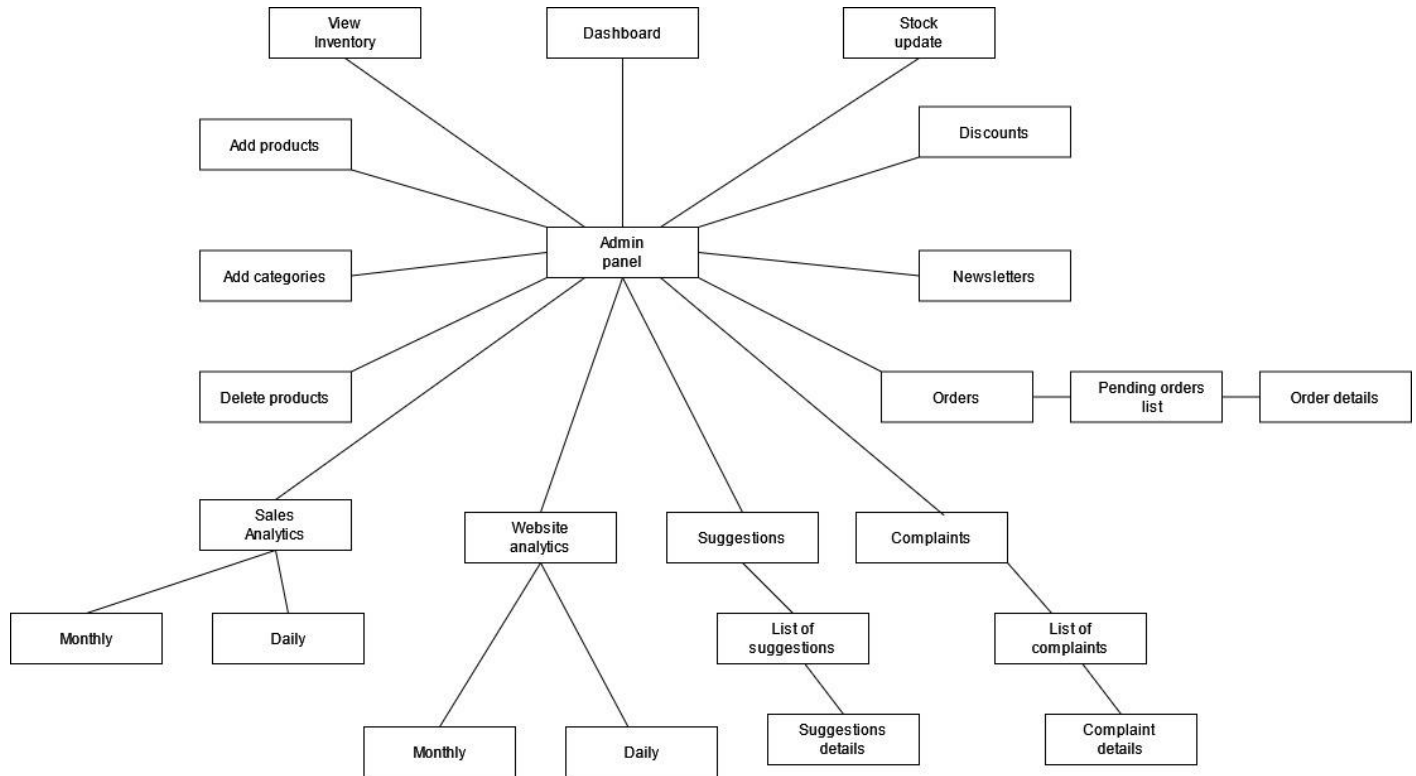 View
Inventory
Dashboard
Stock
update
Add products
Discounts
Admin
panel
Add categories
Newsletters
Delete products
Orders
Pending orders
list
Order details
Sales
Analytics
Website
analytics
Suggestions
Complaints
Monthly
Daily
List of
suggestions
List of
complaints
Monthly
Daily
Suggestions
details
Complaint
details